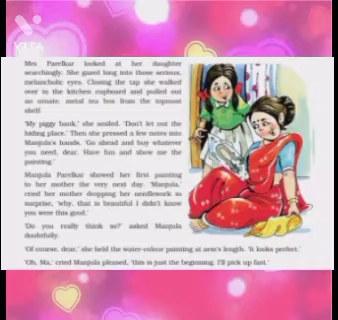 VITA
Mrs Parelkar looked at her daughter
searchingly. She gazed long into those serious,
melancholic eyes. Closing the tap she walked
over to the kitchen cupboard and pulled out
an ornate, metal tea box from the topmost
shelf.
'My piggy bank,' she smiled. 'Don't let out the
hiding place.' Then she pressed a few notes into
Manjula's hands. 'Go ahead and buy whatever
you need, dear. Have fun and show me the
painting.'
Manjula Parelkar showed her first painting
to her mother the very next day. 'Manjula,'
cried her mother dropping her needlework in
surprise, 'why, that is beautiful I didn't know
you were this good.'
'Do you really think so?' asked Manjula
doubtfully.
'Of course, dear,' she held the water-colour painting at arm's length. 'It looks perfect.'
'Oh, Ma,' cried Manjula pleased, 'this is just the beginning. I'll pick up fast.'